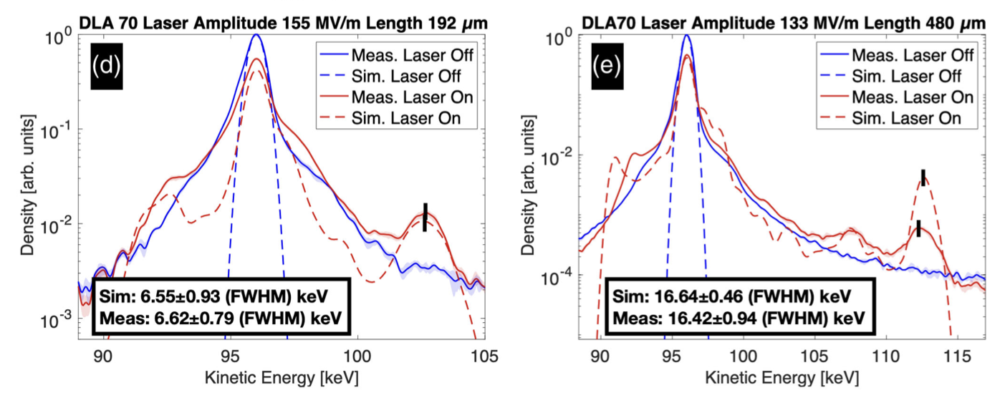 DLA 70 Laser Amplitude 155 MV/m Length 192 μm
(d)
Meas. Laser Off
Sim. Laser Off
Meas. Laser On
Sim. Laser On
10^0
10^-1
10^-2
10^-3
Density [arb. units]
Sim: 6.55±0.93 (FWHM) keV
Meas: 6.62±0.79 (FWHM) keV
90 95 100 105
Kinetic Energy [keV]
DLA70 Laser Amplitude 133 MV/m Length 480 μm
(e)
Meas. Laser Off
Sim. Laser Off
Meas. Laser On
Sim. Laser On
10^0
10^-2
10^-4
Density [arb. units]
Sim: 16.64±0.46 (FWHM) keV
Meas: 16.42±0.94 (FWHM) keV
90 95 100 105 110 115
Kinetic Energy [keV]